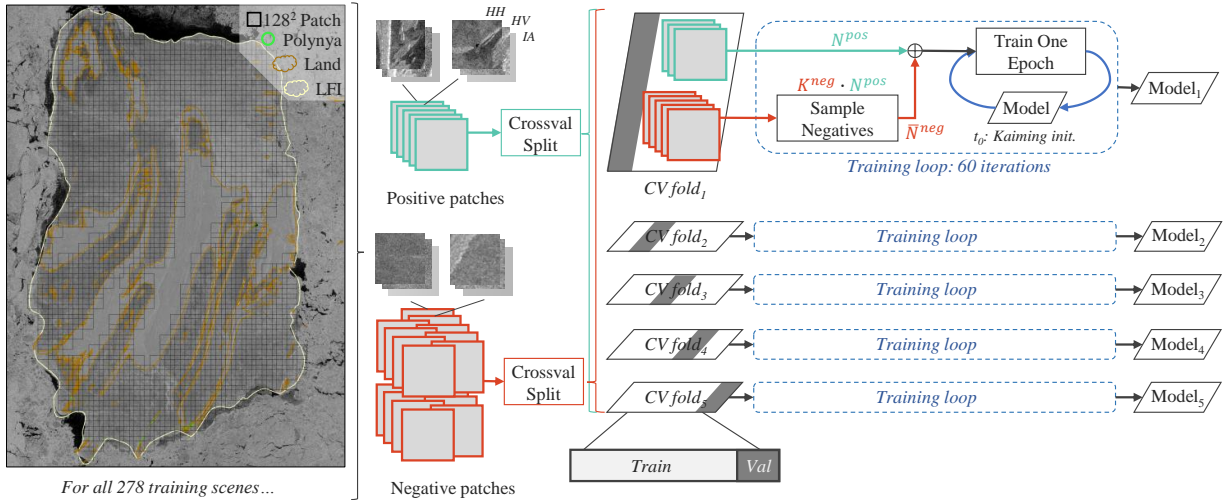 128² Patch
Polynya
Land
LFI
For all 278 training scenes…
HH
HV
IA
Positive patches
Crossval
Split
Negative patches
Crossval
Split
CV fold₁
Nᵖᵒˢ
Kⁿᵉᵍ · Nᵖᵒˢ
Sample
Negatives
N̄ⁿᵉᵍ
Train One
Epoch
Model
t₀: Kaiming init.
Training loop: 60 iterations
Model₁
CV fold₂
Training loop
Model₂
CV fold₃
Training loop
Model₃
CV fold₄
Training loop
Model₄
CV fold₅
Training loop
Model₅
Train
Val